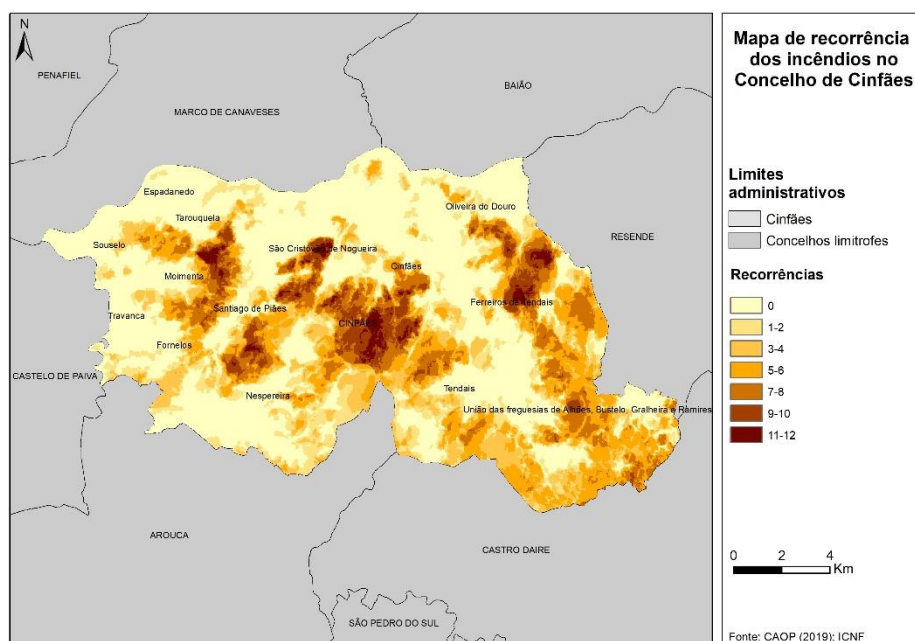 N
PENAFIEL
MARCO DE CANAVESES
BAIÃO
Espadanedo
Tarouquela
Oliveira do Douro
Souselo
São Cristóvão de Nogueira
RESENDE
Moimenta
Cinfães
Santiago de Piães
Ferreiros de Tendais
Travanca
CINFÃES
Fornelos
CASTELO DE PAIVA
Nespereira
Tendais
União das freguesias de Alhões, Bustelo, Gralheira e Ramires
AROUCA
CASTRO DAIRE
SÃO PEDRO DO SUL
Mapa de recorrência
dos incêndios no
Concelho de Cinfães
Limites
administrativos
Cinfães
Concelhos limitrofes
Recorrências
0
1-2
3-4
5-6
7-8
9-10
11-12
0 2 4
Km
Fonte: CAOP (2019); ICNF